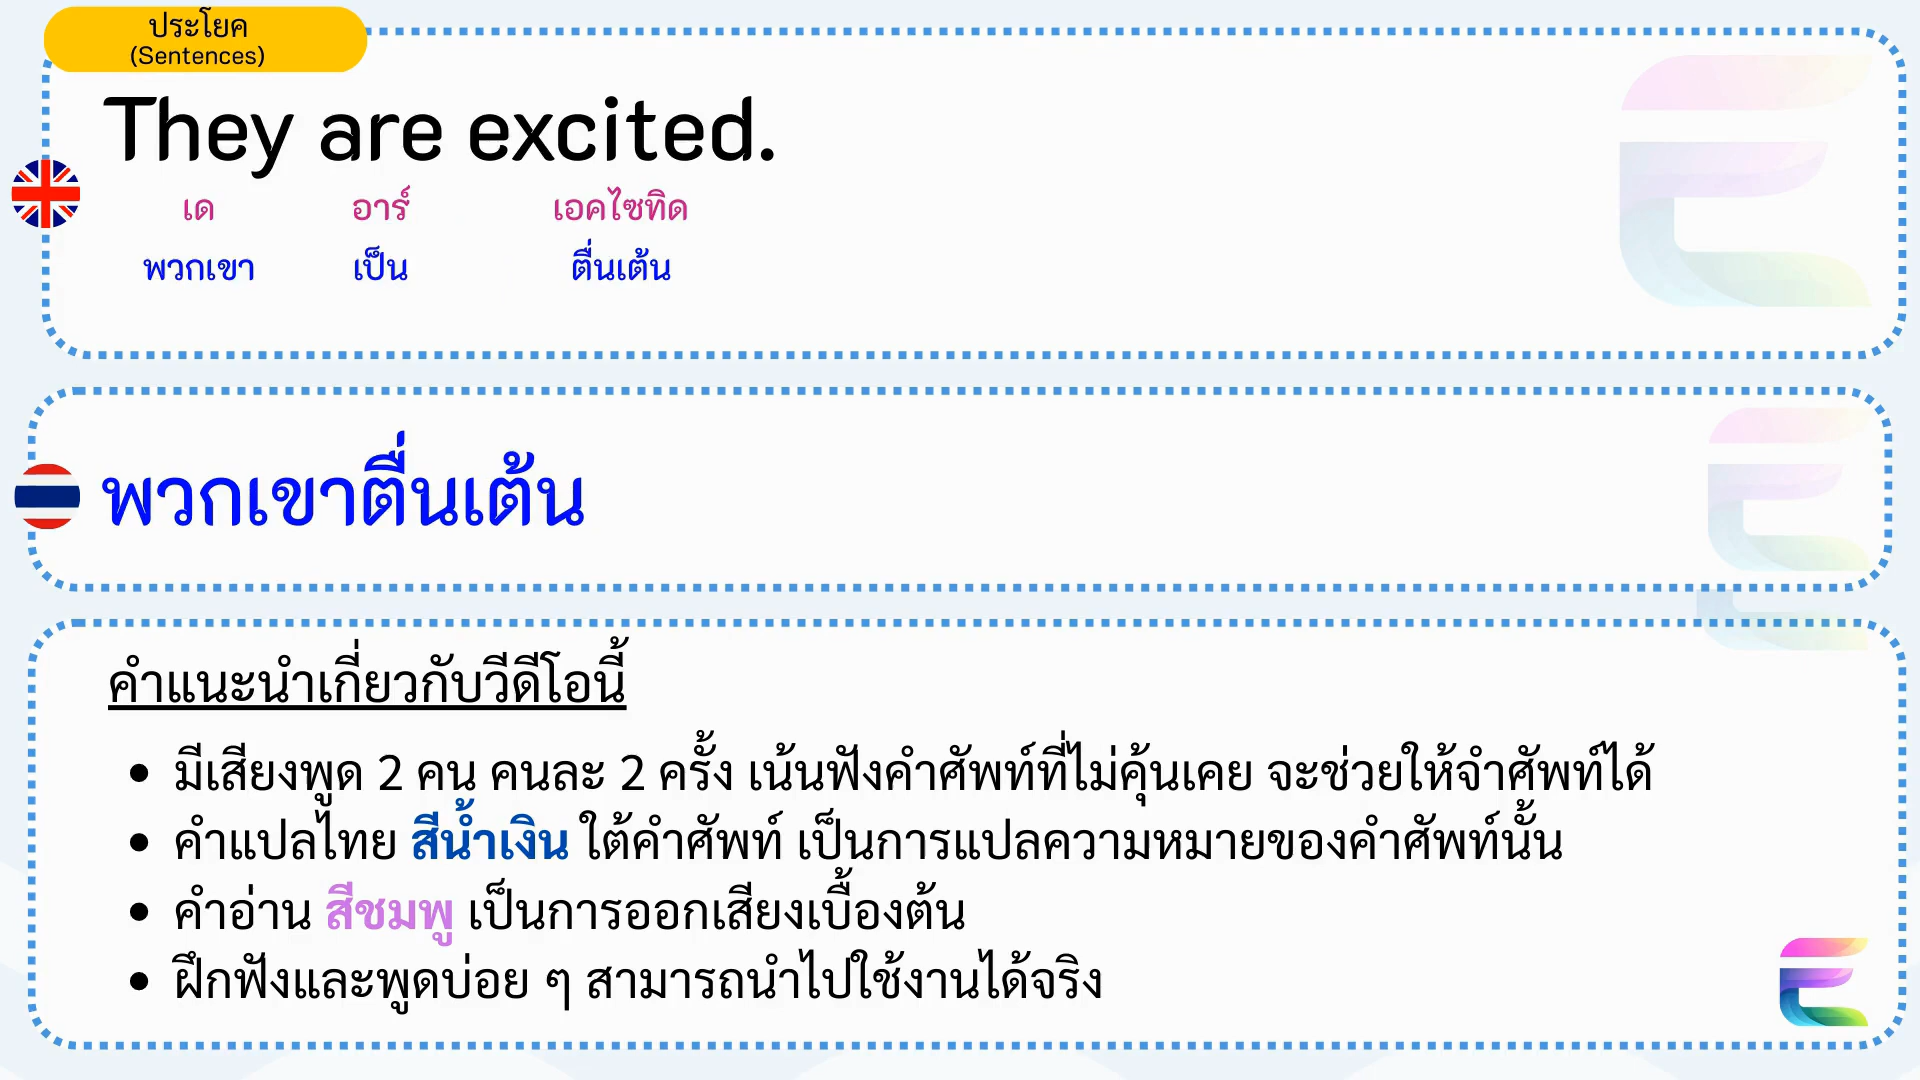 ประโยค
(Sentences)
They are excited.
เด อาร์ เอคไซทิด
พวกเขา เป็น ตื่นเต้น
พวกเขาตื่นเต้น
คำแนะนำเกี่ยวกับวีดีโอนี้
• มีเสียงพูด 2 คน คนละ 2 ครั้ง เน้นฟังคำศัพท์ที่ไม่คุ้นเคย จะช่วยให้จำศัพท์ได้
• คำแปลไทย สีน้ำเงิน ใต้คำศัพท์ เป็นการแปลความหมายของคำศัพท์นั้น
• คำอ่าน สีชมพู เป็นการออกเสียงเบื้องต้น
• ฝึกฟังและพูดบ่อย ๆ สามารถนำไปใช้งานได้จริง